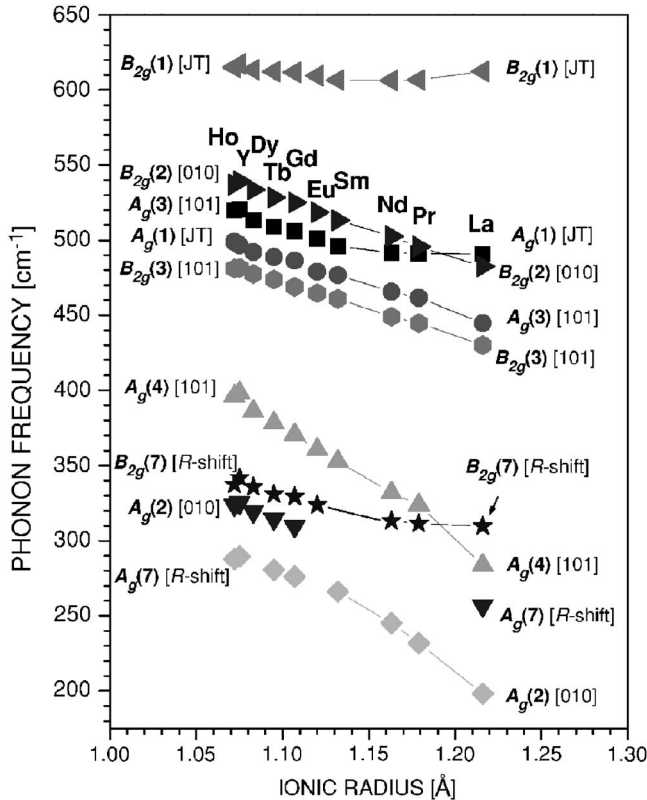 650
600
550
500
450
400
350
300
250
200
PHONON FREQUENCY [cm-1]
B2g(1) [JT]
B2g(1) [JT]
Ho
Y
Dy
Tb
Gd
Eu
Sm
Nd
Pr
La
B2g(2) [010]
Ag(3) [101]
Ag(1) [JT]
B2g(3) [101]
Ag(1) [JT]
B2g(2) [010]
Ag(3) [101]
B2g(3) [101]
Ag(4) [101]
B2g(7) [R-shift]
Ag(2) [010]
Ag(7) [R-shift]
B2g(7) [R-shift]
Ag(4) [101]
Ag(7) [R-shift]
Ag(2) [010]
1.00 1.05 1.10 1.15 1.20 1.25 1.30
IONIC RADIUS [Å]